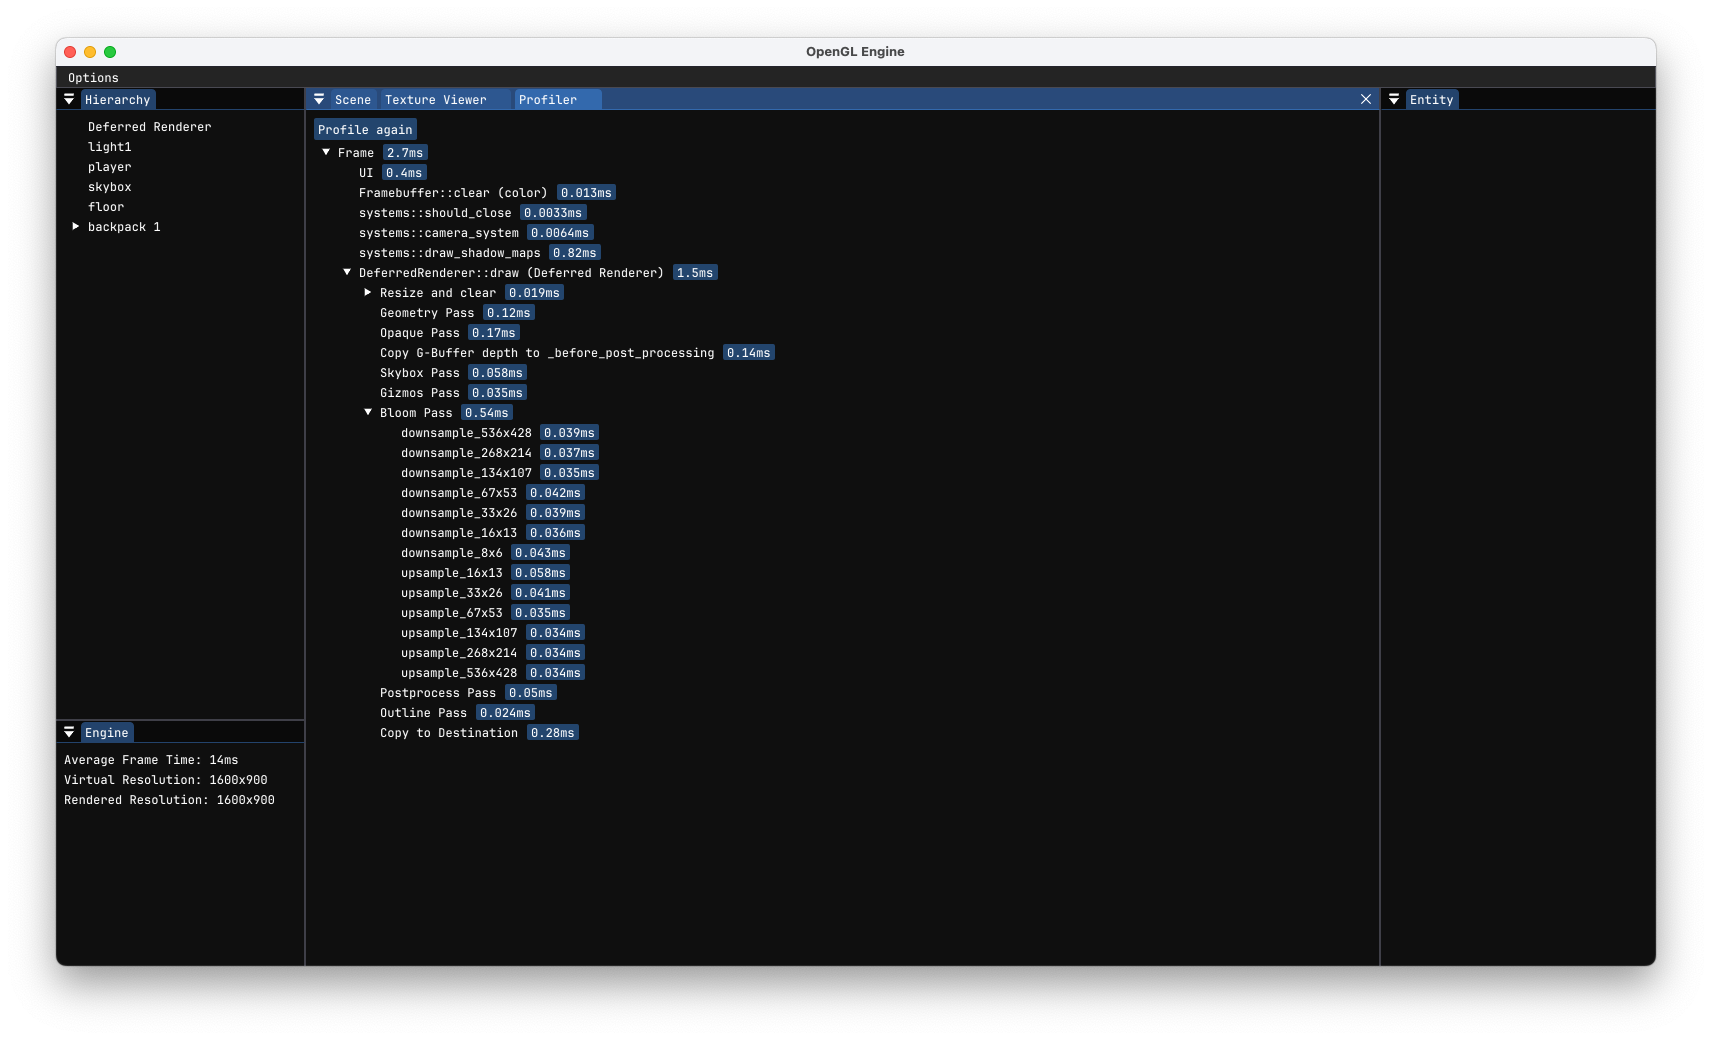 OpenGL Engine
Options
Hierarchy
Deferred Renderer
light1
player
skybox
floor
backpack 1
Engine
Average Frame Time: 14ms
Virtual Resolution: 1600x900
Rendered Resolution: 1600x900
Scene Texture Viewer Profiler
Profile again
Frame 2.7ms
UI 0.4ms
Framebuffer::clear (color) 0.013ms
systems::should_close 0.0033ms
systems::camera_system 0.0064ms
systems::draw_shadow_maps 0.82ms
DeferredRenderer::draw (Deferred Renderer) 1.5ms
Resize and clear 0.019ms
Geometry Pass 0.12ms
Opaque Pass 0.17ms
Copy G-Buffer depth to _before_post_processing 0.14ms
Skybox Pass 0.058ms
Gizmos Pass 0.035ms
Bloom Pass 0.54ms
downsample_536x428 0.039ms
downsample_268x214 0.037ms
downsample_134x107 0.035ms
downsample_67x53 0.042ms
downsample_33x26 0.039ms
downsample_16x13 0.036ms
downsample_8x6 0.043ms
upsample_16x13 0.058ms
upsample_33x26 0.041ms
upsample_67x53 0.035ms
upsample_134x107 0.034ms
upsample_268x214 0.034ms
upsample_536x428 0.034ms
Postprocess Pass 0.05ms
Outline Pass 0.024ms
Copy to Destination 0.28ms
Entity